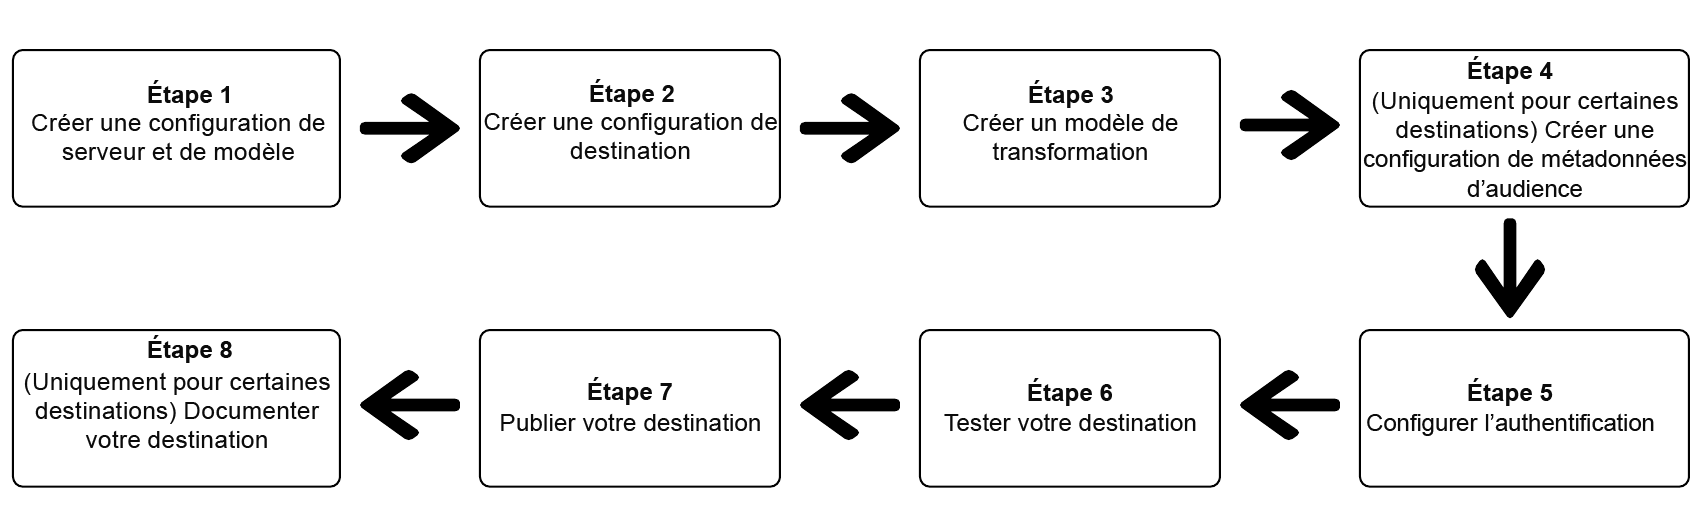 Étape 1
Créer une configuration de
serveur et de modèle
Étape 2
Créer une configuration de
destination
Étape 3
Créer un modèle de
transformation
Étape 4
(Uniquement pour certaines
destinations) Créer une
configuration de métadonnées
d’audience
Étape 5
Configurer l’authentification
Étape 6
Tester votre destination
Étape 7
Publier votre destination
Étape 8
(Uniquement pour certaines
destinations) Documenter
votre destination